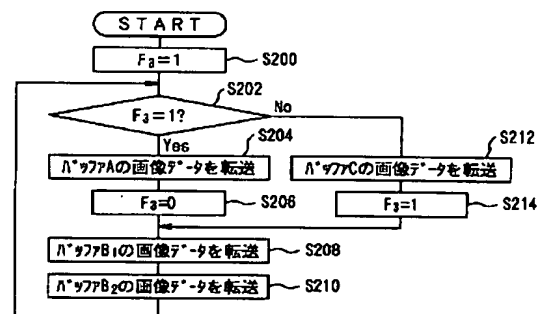 START
F3=1
S200
S202
F3=1?
No
Yes
S204
S212
バッファAの画像データを転送
バッファCの画像データを転送
F3=0
S206
F3=1
S214
バッファB1の画像データを転送
S208
バッファB2の画像データを転送
S210